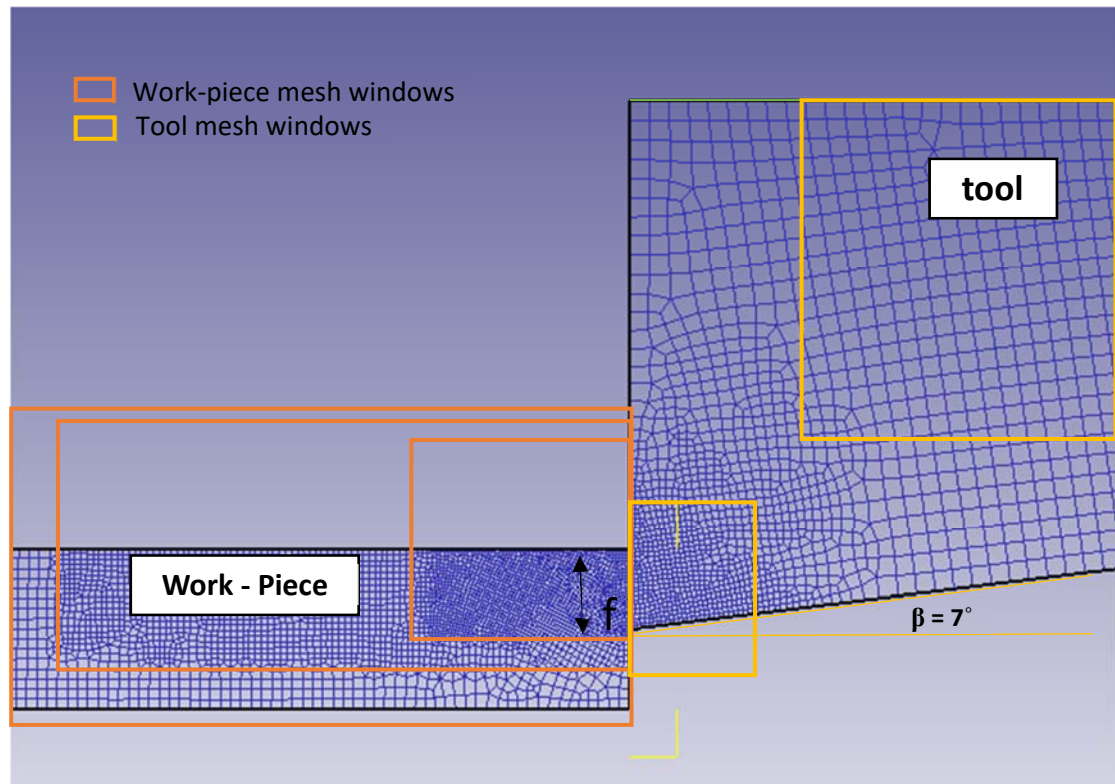 Work-piece mesh windows
Tool mesh windows
tool
Work - Piece
f
β = 7°